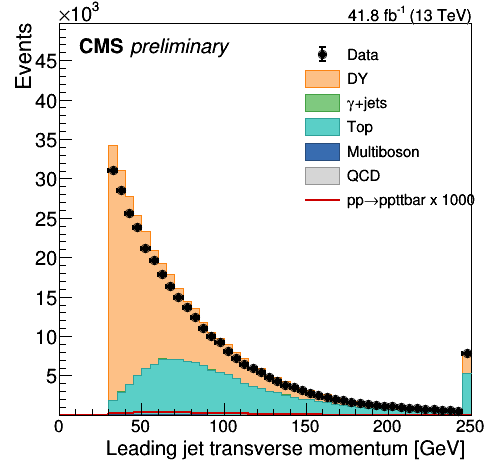 ×10³
41.8 fb⁻¹ (13 TeV)
CMS preliminary
Events
Data
DY
γ+jets
Top
Multiboson
QCD
pp→ppttbar x 1000
45
40
35
30
25
20
15
10
5
0 50 100 150 200 250
Leading jet transverse momentum [GeV]